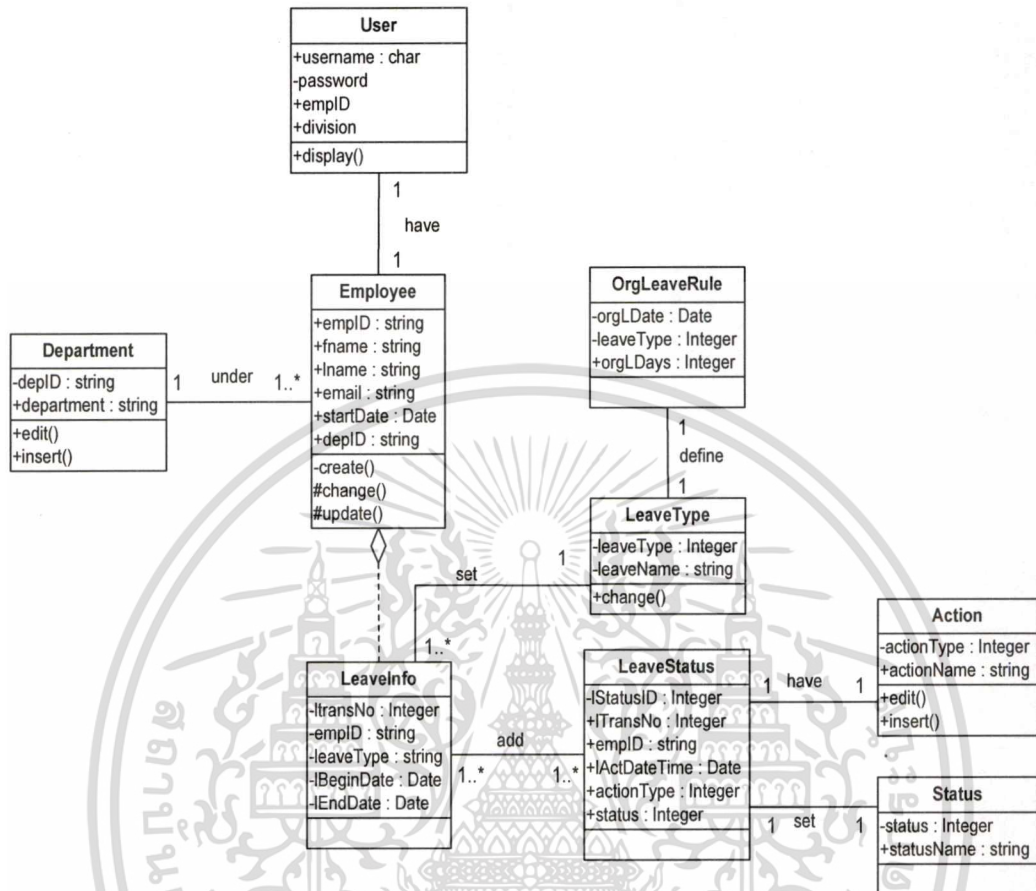 User
+username : char
-password
+empID
+division
+display()
1
have
1
Employee
+empID : string
+fname : string
+lname : string
+email : string
+startDate : Date
+depID : string
-create()
#change()
#update()
Department
-depID : string
+department : string
+edit()
+insert()
1 under 1..*
OrgLeaveRule
-orgLDate : Date
-leaveType : Integer
+orgLDays : Integer
1
define
1
LeaveType
-leaveType : Integer
-leaveName : string
+change()
set 1
1..*
LeaveInfo
-ltransNo : Integer
-empID : string
-leaveType : string
-lBeginDate : Date
-lEndDate : Date
add
1..* 1..*
LeaveStatus
-lStatusID : Integer
+lTransNo : Integer
+empID : string
+lActDateTime : Date
+actionType : Integer
+status : Integer
1 have 1
Action
-actionType : Integer
+actionName : string
+edit()
+insert()
1 set 1
Status
-status : Integer
+statusName : string